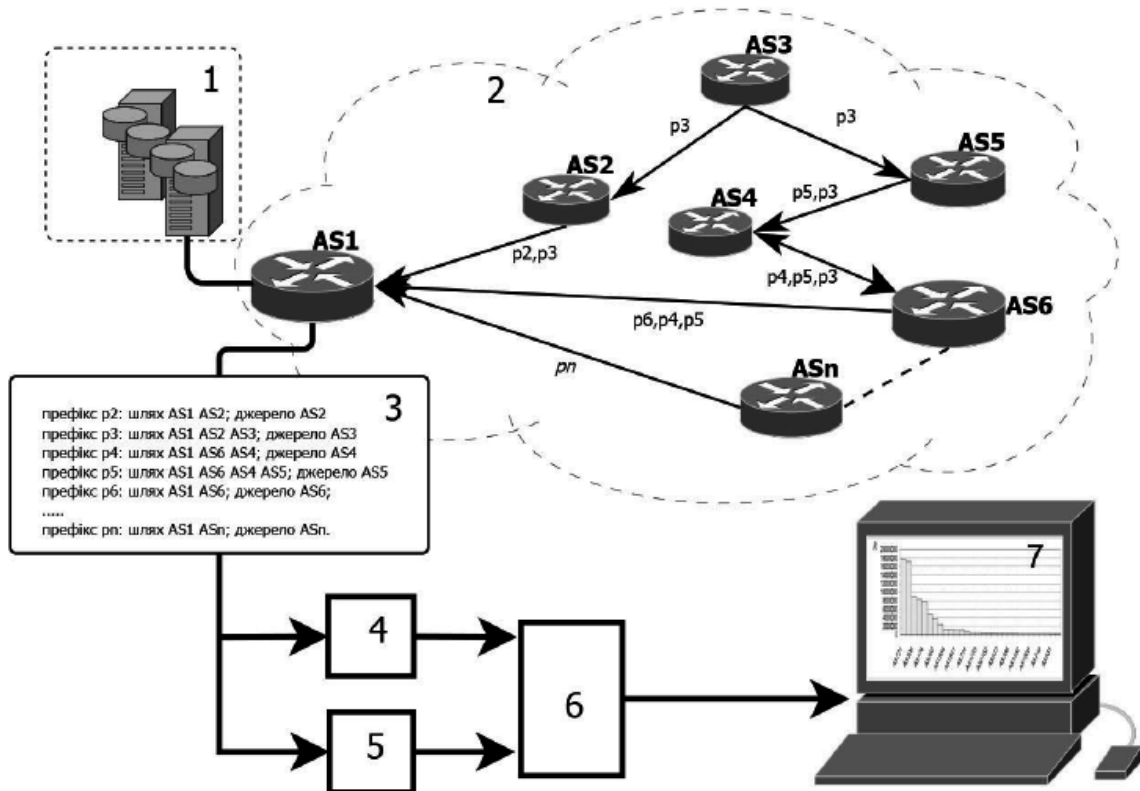 1
2
AS3
p3
p3
AS2
AS5
AS4
p5,p3
AS1
p2,p3
p4,p5,p3
AS6
p6,p4,p5
pn
ASn
3
префікс p2: шлях AS1 AS2; джерело AS2
префікс p3: шлях AS1 AS2 AS3; джерело AS3
префікс p4: шлях AS1 AS6 AS4; джерело AS4
префікс p5: шлях AS1 AS6 AS4 AS5; джерело AS5
префікс p6: шлях AS1 AS6; джерело AS6;
.....
префікс pn: шлях AS1 ASn; джерело ASn.
7
4
5
6